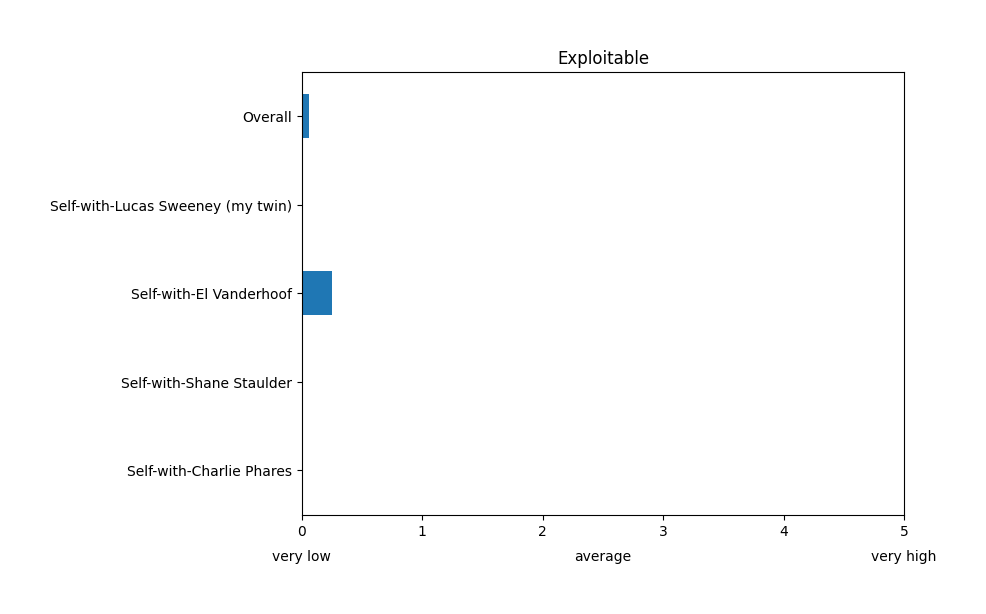 Exploitable
Overall
Self-with-Lucas Sweeney (my twin)
Self-with-El Vanderhoof
Self-with-Shane Staulder
Self-with-Charlie Phares
0 1 2 3 4 5
very low average very high